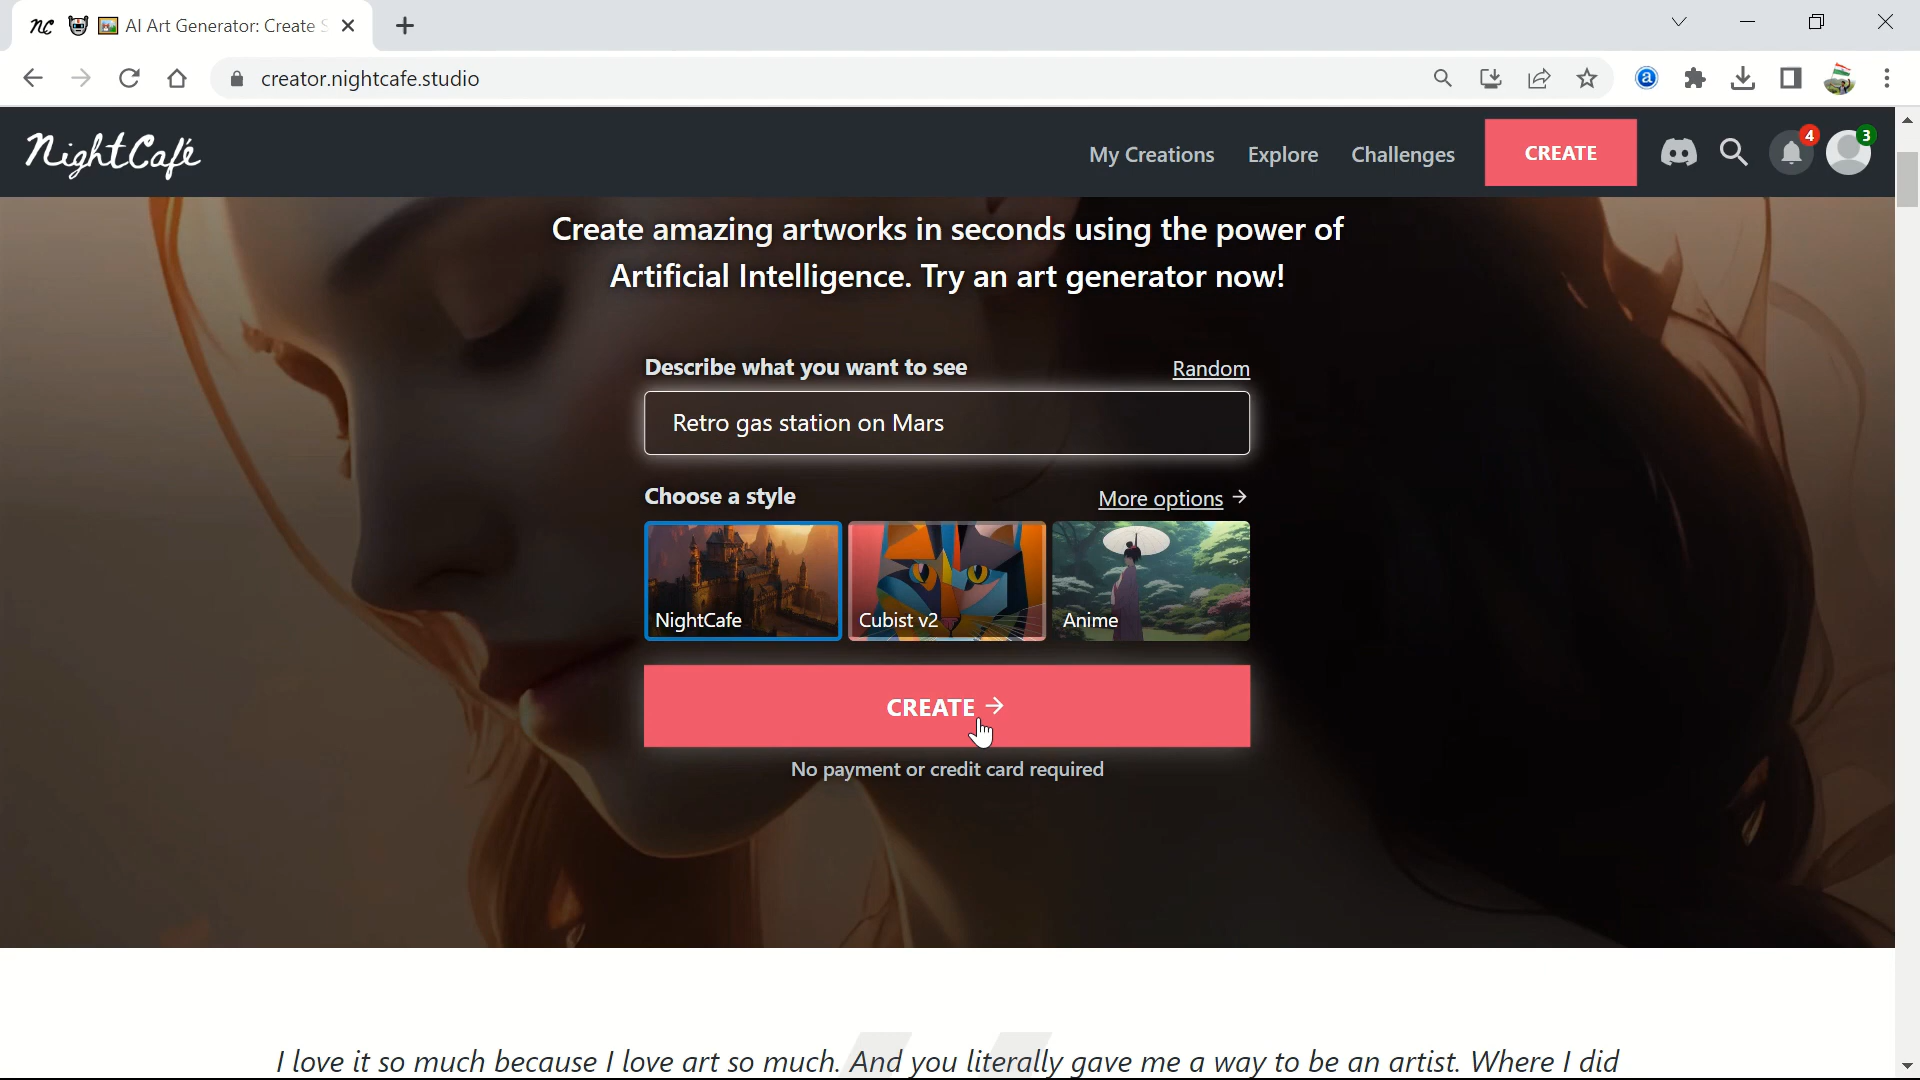 AI Art Generator: Create S
creator.nightcafe.studio
NightCafé
My Creations
Explore
Challenges
CREATE
4
3
Create amazing artworks in seconds using the power of
Artificial Intelligence. Try an art generator now!
Describe what you want to see
Random
Retro gas station on Mars
Choose a style
More options →
NightCafe
Cubist v2
Anime
CREATE →
No payment or credit card required
I love it so much because I love art so much. And you literally gave me a way to be an artist. Where I did